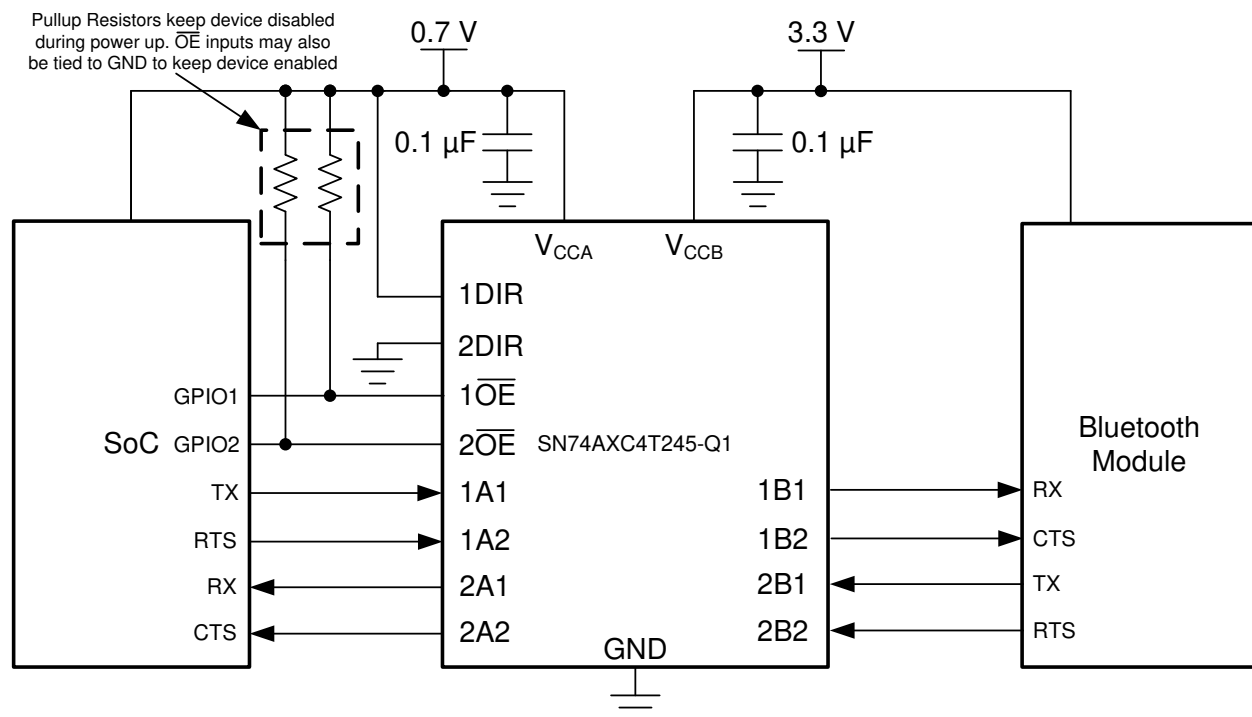 Pullup Resistors keep device disabled
during power up. O̅E̅ inputs may also
be tied to GND to keep device enabled
0.7 V
3.3 V
0.1 µF
0.1 µF
VCCA
VCCB
1DIR
2DIR
GPIO1
1O̅E̅
SoC
GPIO2
2O̅E̅
SN74AXC4T245-Q1
Bluetooth
Module
TX
1A1
1B1
RX
RTS
1A2
1B2
CTS
RX
2A1
2B1
TX
CTS
2A2
2B2
RTS
GND